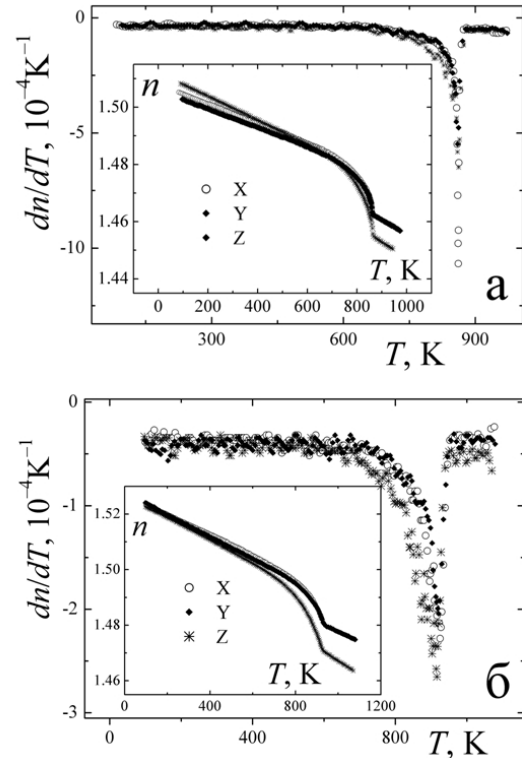 0
-5
-10
dn/dT, 10⁻⁴K⁻¹
n
1.50
1.48
1.46
1.44
X
Y
Z
T, K
0 200 400 600 800 1000
а
300 600 900
T, K
0
-1
-2
-3
dn/dT, 10⁻⁴K⁻¹
n
1.52
1.50
1.48
1.46
X
Y
Z
T, K
0 400 800 1200
б
0 400 800
T, K